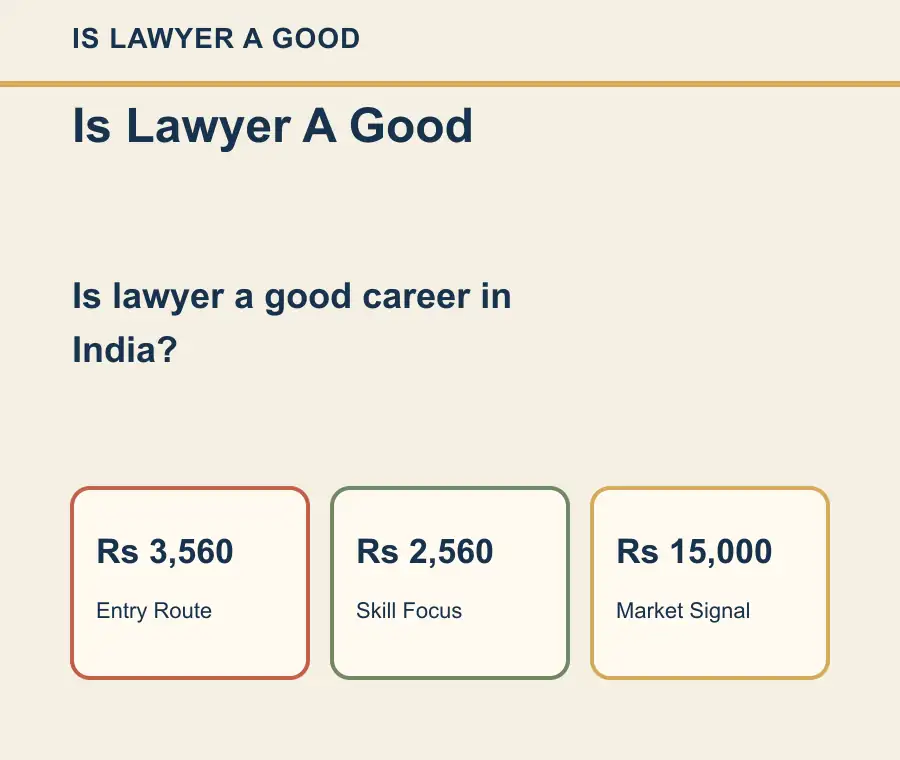 IS LAWYER A GOOD
Is Lawyer A Good
Is lawyer a good career in
India?
Rs 3,560
Entry Route
Rs 2,560
Skill Focus
Rs 15,000
Market Signal